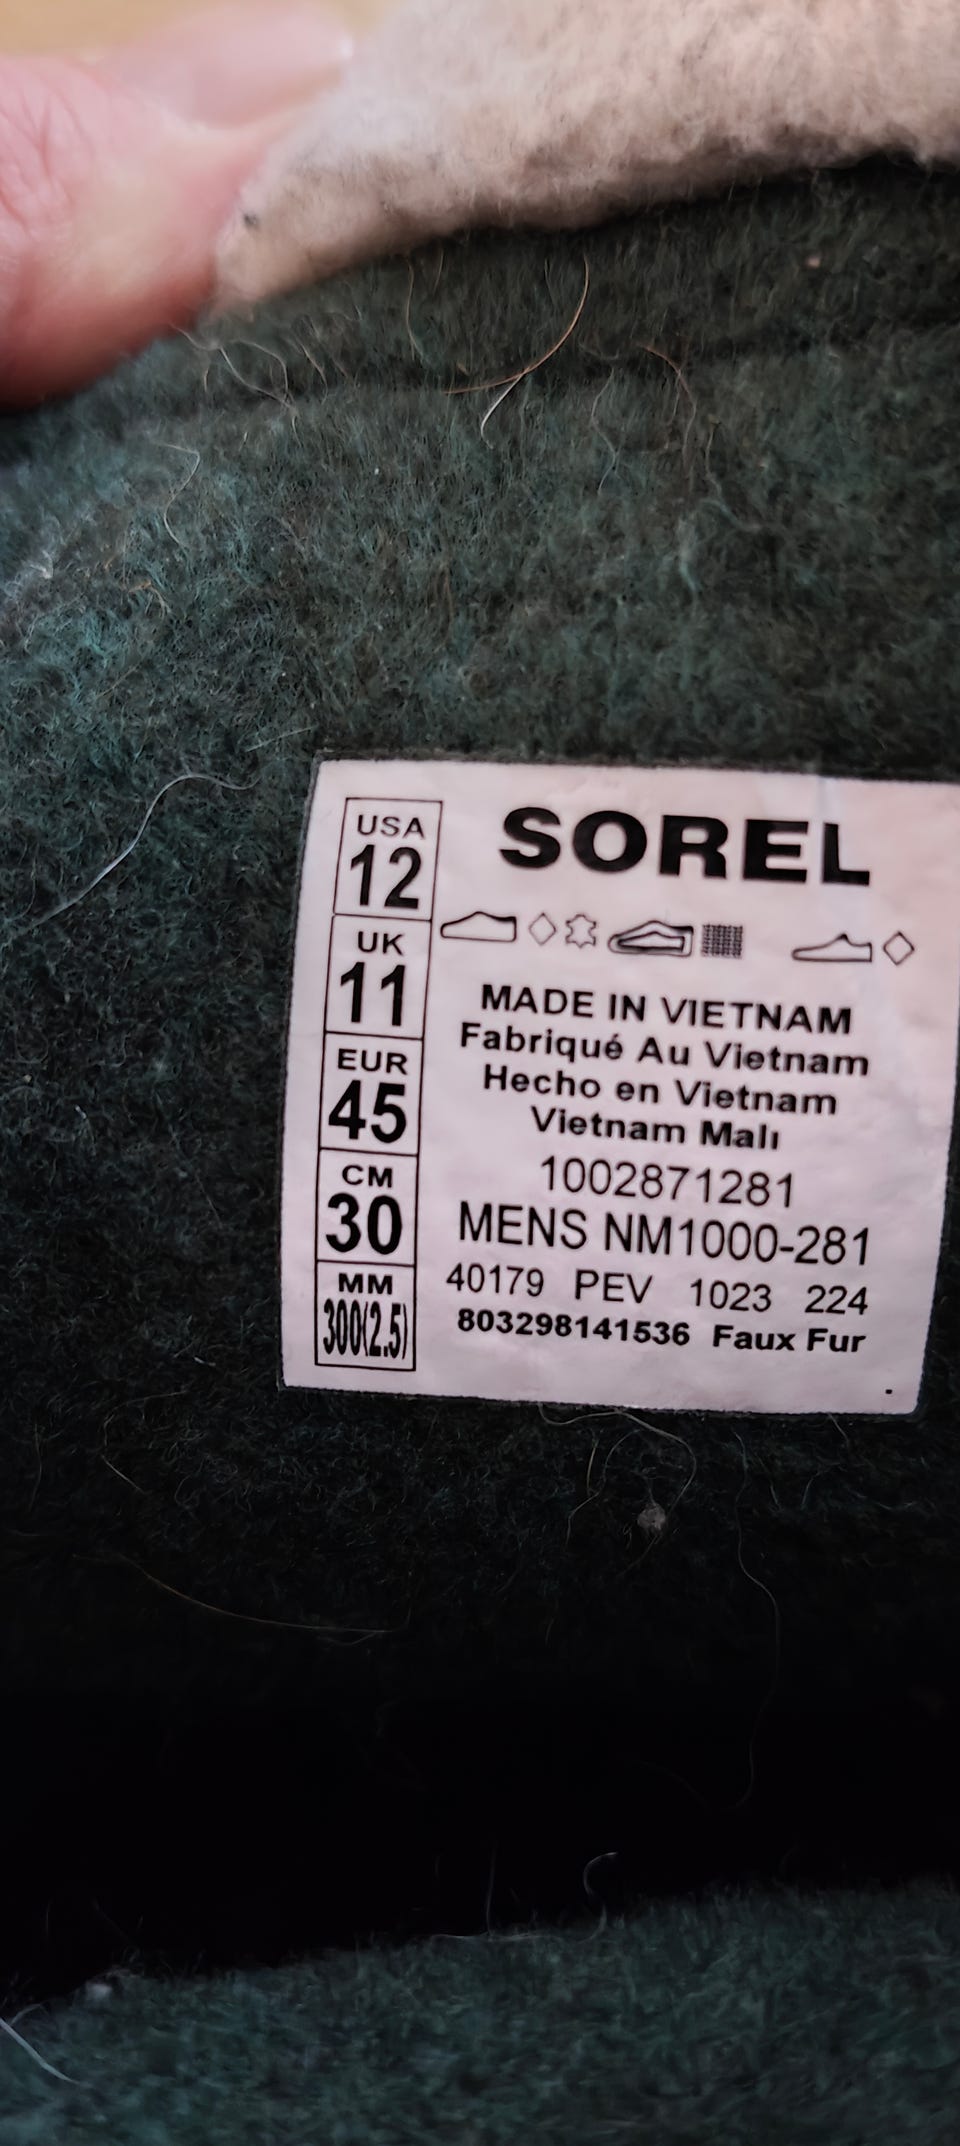 USA
12
UK
11
EUR
45
CM
30
MM
300(2.5)
SOREL
MADE IN VIETNAM
Fabriqué Au Vietnam
Hecho en Vietnam
Vietnam Malı
1002871281
MENS NM1000-281
40179 PEV 1023 224
803298141536 Faux Fur